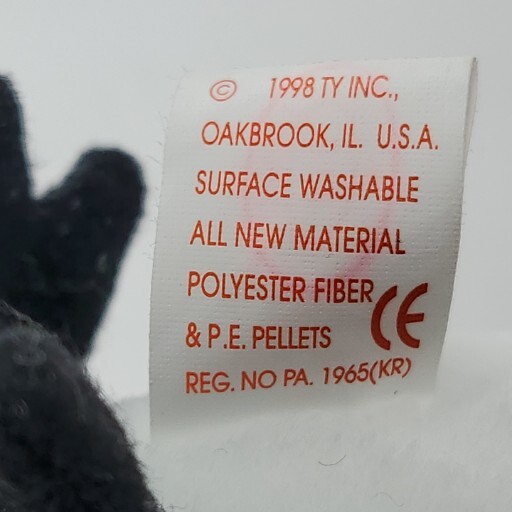 © 1998 TY INC.,
OAKBROOK, IL. U.S.A.
SURFACE WASHABLE
ALL NEW MATERIAL
POLYESTER FIBER
& P.E. PELLETS CE
REG. NO PA. 1965(KR)